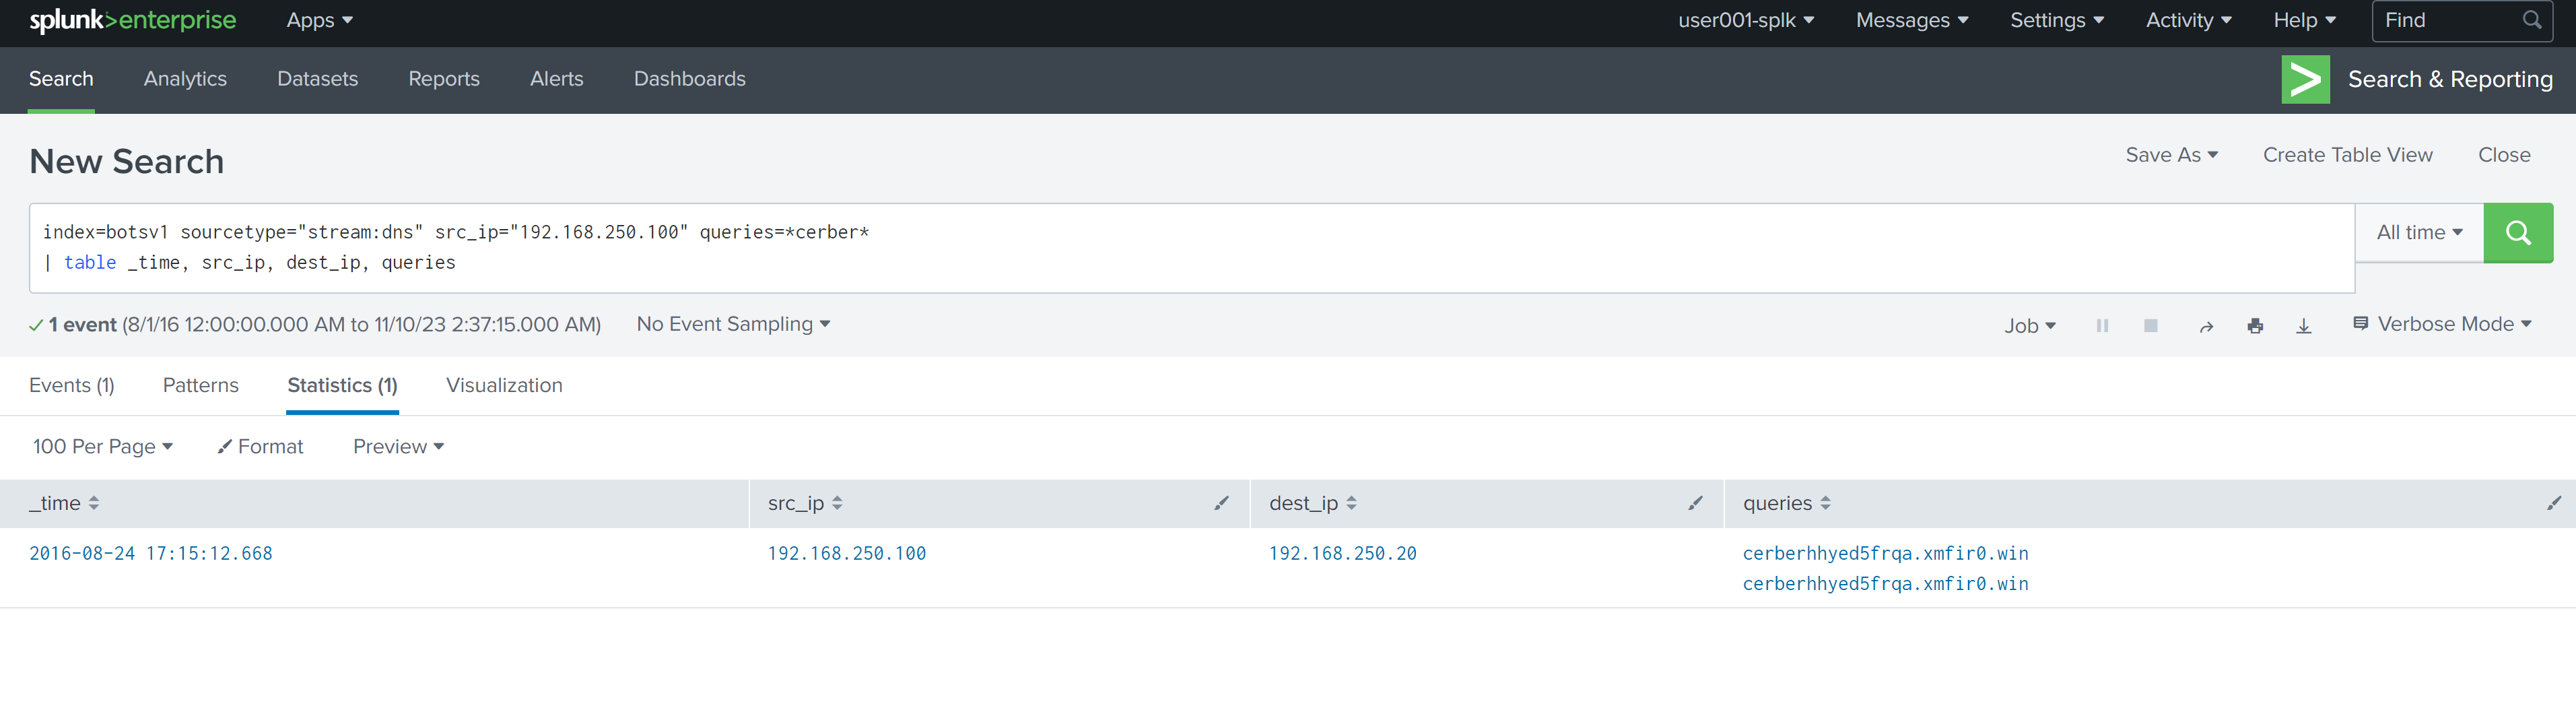 splunk>enterprise Apps user001-splk Messages Settings Activity Help Find
Search Analytics Datasets Reports Alerts Dashboards Search & Reporting
New Search Save As Create Table View Close
index=botsv1 sourcetype="stream:dns" src_ip="192.168.250.100" queries=*cerber* All time
| table _time, src_ip, dest_ip, queries
1 event (8/1/16 12:00:00.000 AM to 11/10/23 2:37:15.000 AM) No Event Sampling Job Verbose Mode
Events (1) Patterns Statistics (1) Visualization
100 Per Page Format Preview
_time src_ip dest_ip queries
2016-08-24 17:15:12.668 192.168.250.100 192.168.250.20 cerberhhyed5frqa.xmfir0.win
cerberhhyed5frqa.xmfir0.win